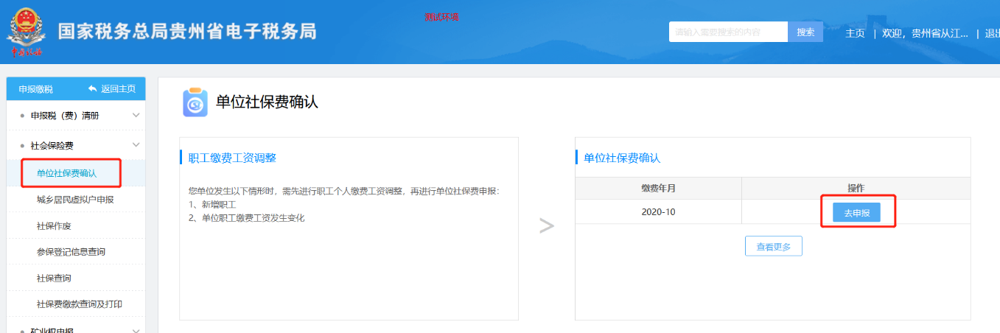 测试环境
国家税务总局贵州省电子税务局
中国税务
请输入需要搜索的内容 搜索
主页 | 欢迎，贵州省从江... | 退出
申报缴税 返回主页
申报税（费）清册
社会保险费
单位社保费确认
城乡居民虚拟户申报
社保作废
参保登记信息查询
社保查询
社保费缴款查询及打印
矿业权申报
单位社保费确认
职工缴费工资调整
您单位发生以下情形时，需先进行职工个人缴费工资调整，再进行单位社保费申报：
1、新增职工
2、单位职工缴费工资发生变化
>
单位社保费确认
缴费年月 操作
2020-10 去申报
查看更多